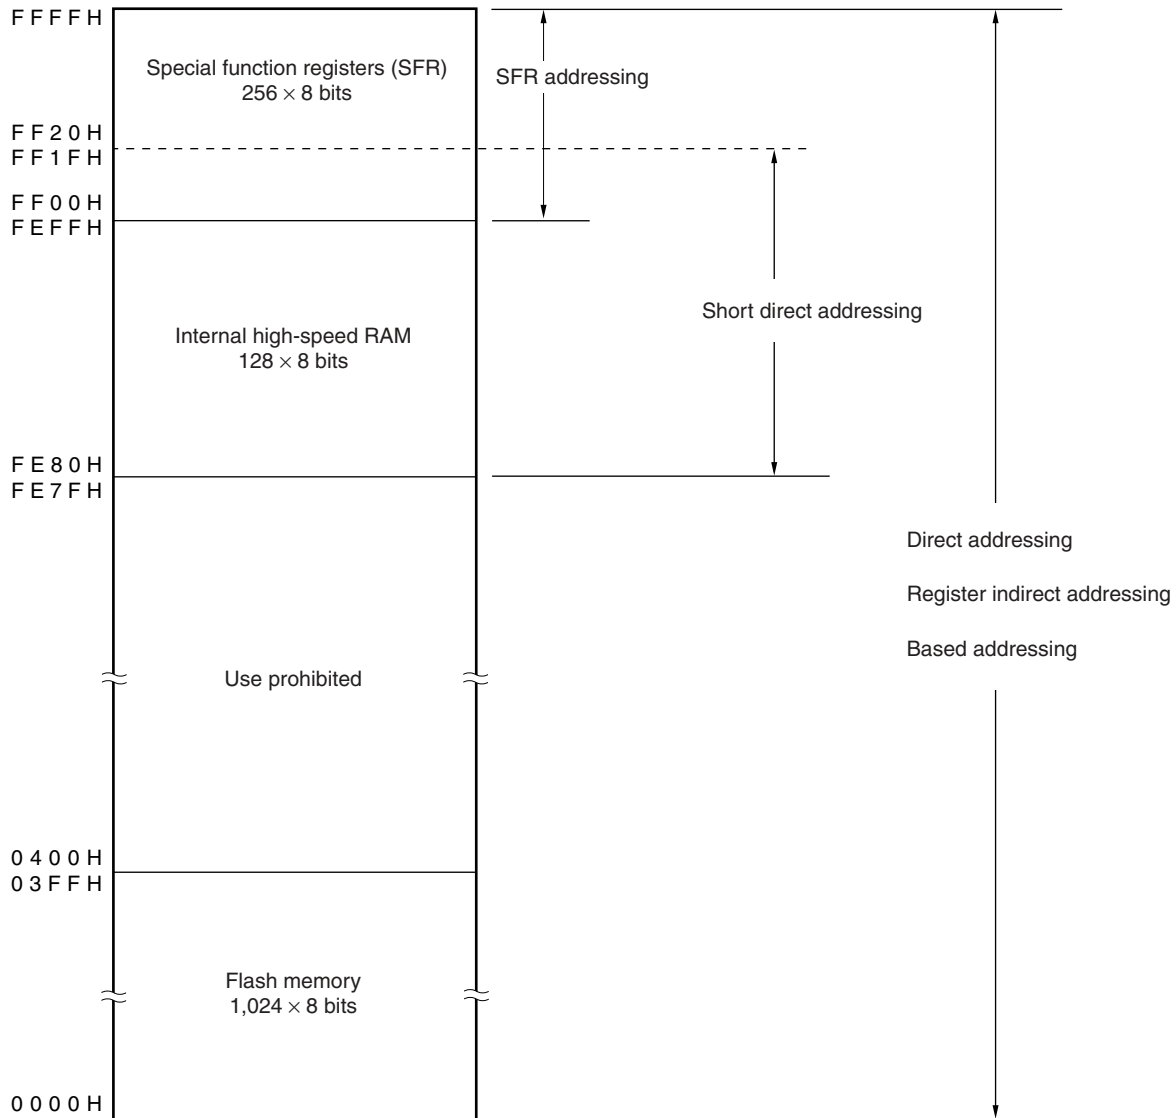 FFFFH
Special function registers (SFR)
256 × 8 bits
SFR addressing
FF20H
FF1FH
FF00H
FEFFH
Short direct addressing
Internal high-speed RAM
128 × 8 bits
FE80H
FE7FH
Direct addressing
Register indirect addressing
Based addressing
Use prohibited
0400H
03FFH
Flash memory
1,024 × 8 bits
0000H